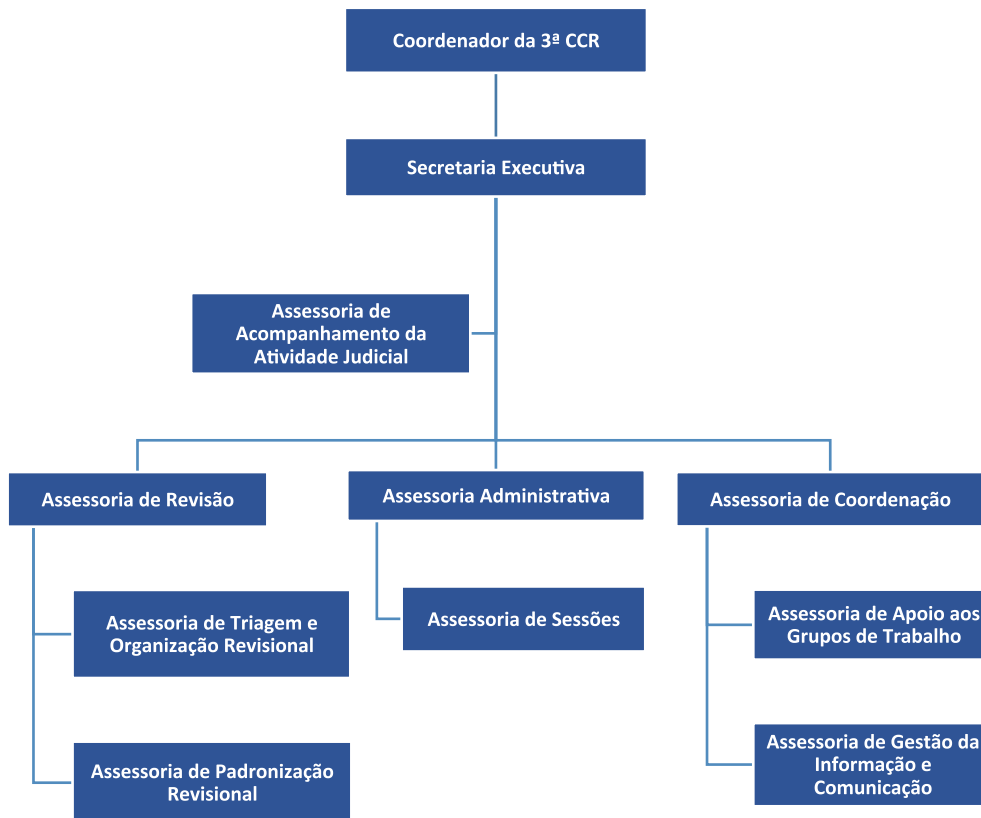 Coordenador da 3ª CCR
Secretaria Executiva
Assessoria de
Acompanhamento da
Atividade Judicial
Assessoria de Revisão
Assessoria Administrativa
Assessoria de Coordenação
Assessoria de Triagem e
Organização Revisional
Assessoria de Sessões
Assessoria de Apoio aos
Grupos de Trabalho
Assessoria de Padronização
Revisional
Assessoria de Gestão da
Informação e
Comunicação